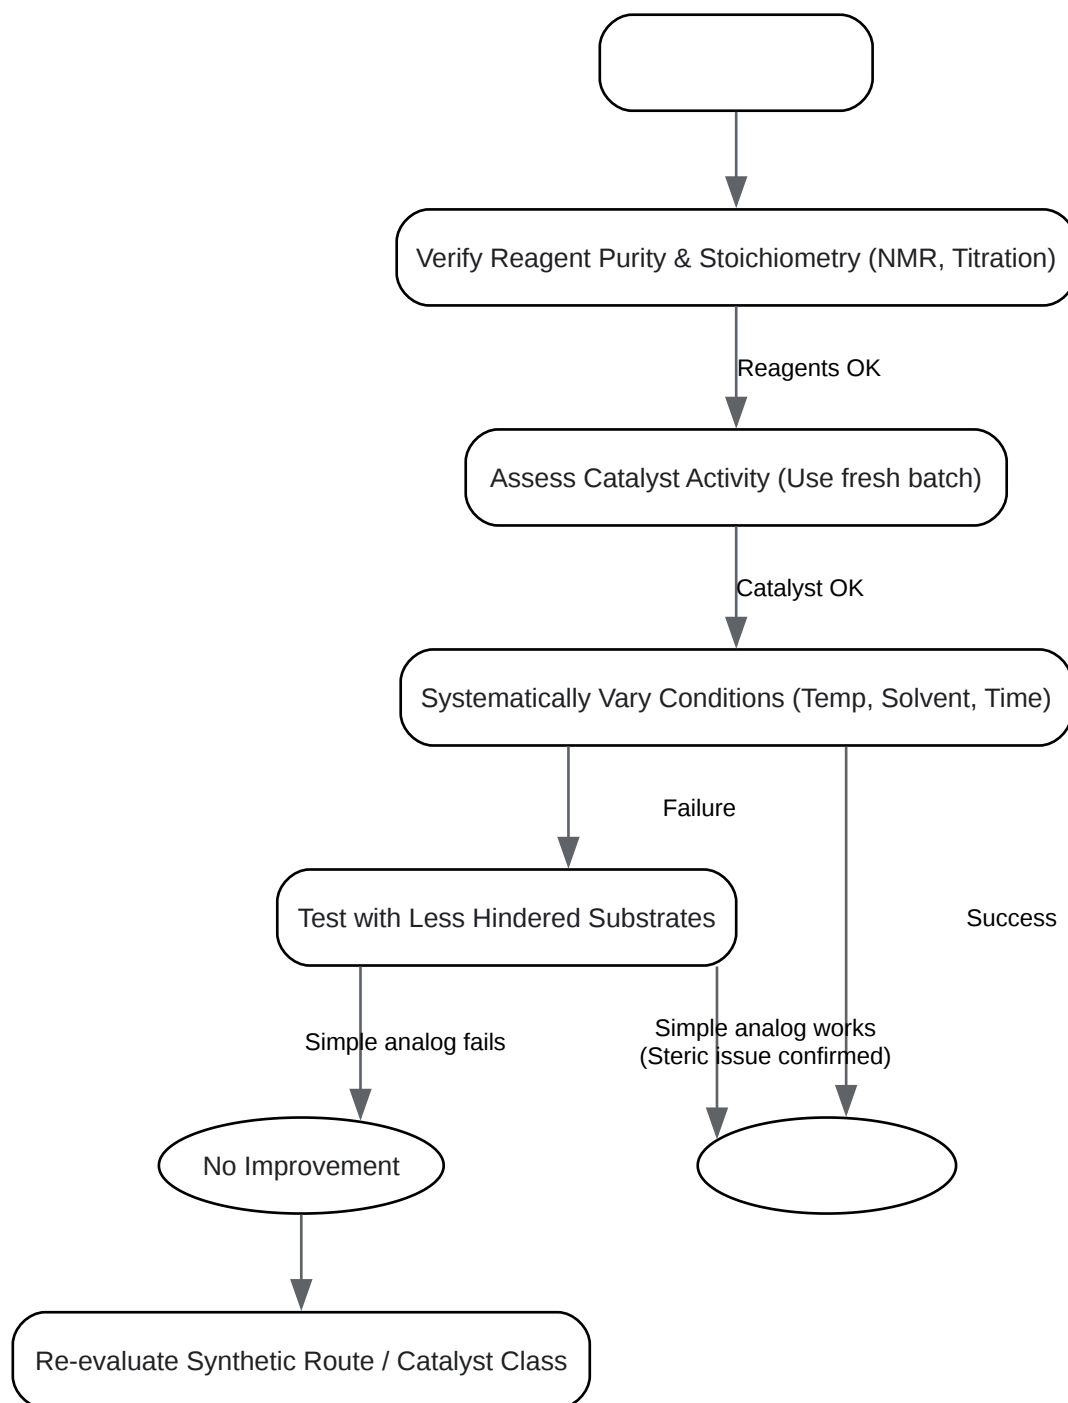 Verify Reagent Purity & Stoichiometry (NMR, Titration)
Reagents OK
Assess Catalyst Activity (Use fresh batch)
Catalyst OK
Systematically Vary Conditions (Temp, Solvent, Time)
Failure
Test with Less Hindered Substrates
Success
Simple analog fails
Simple analog works
(Steric issue confirmed)
No Improvement
Re-evaluate Synthetic Route / Catalyst Class